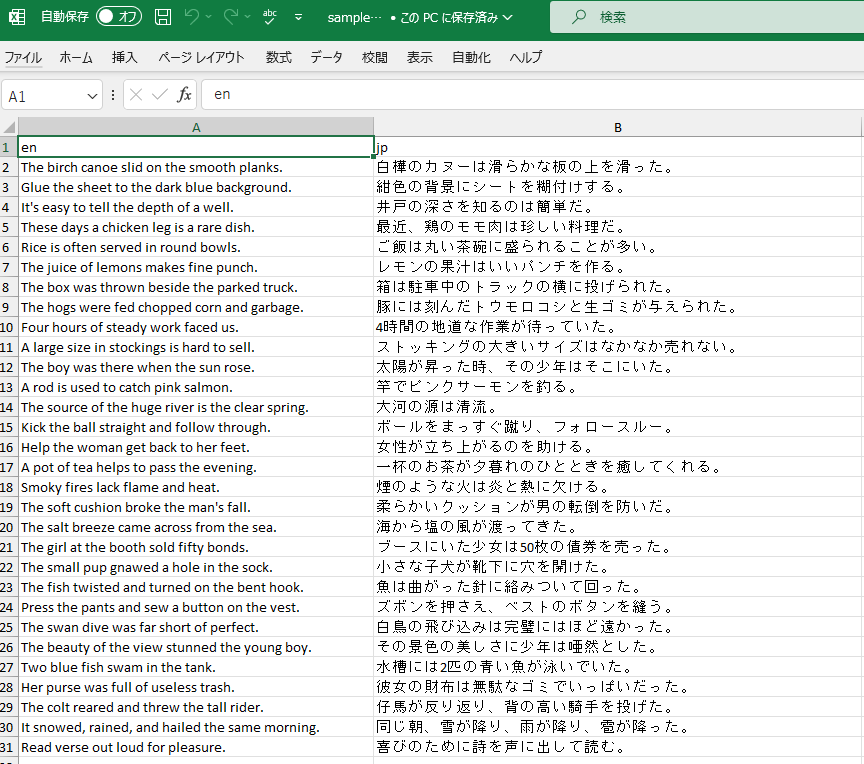 自動保存 オフ abc sample… • この PC に保存済み 検索
ファイル ホーム 挿入 ページ レイアウト 数式 データ 校閲 表示 自動化 ヘルプ
A1 fx en
A B
1 en jp
2 The birch canoe slid on the smooth planks. 白樺のカヌーは滑らかな板の上を滑った。
3 Glue the sheet to the dark blue background. 紺色の背景にシートを糊付けする。
4 It's easy to tell the depth of a well. 井戸の深さを知るのは簡単だ。
5 These days a chicken leg is a rare dish. 最近、鶏のモモ肉は珍しい料理だ。
6 Rice is often served in round bowls. ご飯は丸い茶碗に盛られることが多い。
7 The juice of lemons makes fine punch. レモンの果汁はいいパンチを作る。
8 The box was thrown beside the parked truck. 箱は駐車中のトラックの横に投げられた。
9 The hogs were fed chopped corn and garbage. 豚には刻んだトウモロコシと生ゴミが与えられた。
10 Four hours of steady work faced us. 4時間の地道な作業が待っていた。
11 A large size in stockings is hard to sell. ストッキングの大きいサイズはなかなか売れない。
12 The boy was there when the sun rose. 太陽が昇った時、その少年はそこにいた。
13 A rod is used to catch pink salmon. 竿でピンクサーモンを釣る。
14 The source of the huge river is the clear spring. 大河の源は清流。
15 Kick the ball straight and follow through. ボールをまっすぐ蹴り、フォロースルー。
16 Help the woman get back to her feet. 女性が立ち上がるのを助ける。
17 A pot of tea helps to pass the evening. 一杯のお茶が夕暮れのひとときを癒してくれる。
18 Smoky fires lack flame and heat. 煙のような火は炎と熱に欠ける。
19 The soft cushion broke the man's fall. 柔らかいクッションが男の転倒を防いだ。
20 The salt breeze came across from the sea. 海から塩の風が渡ってきた。
21 The girl at the booth sold fifty bonds. ブースにいた少女は50枚の債券を売った。
22 The small pup gnawed a hole in the sock. 小さな子犬が靴下に穴を開けた。
23 The fish twisted and turned on the bent hook. 魚は曲がった針に絡みついて回った。
24 Press the pants and sew a button on the vest. ズボンを押さえ、ベストのボタンを縫う。
25 The swan dive was far short of perfect. 白鳥の飛び込みは完璧にはほど遠かった。
26 The beauty of the view stunned the young boy. その景色の美しさに少年は唖然とした。
27 Two blue fish swam in the tank. 水槽には2匹の青い魚が泳いでいた。
28 Her purse was full of useless trash. 彼女の財布は無駄なゴミでいっぱいだった。
29 The colt reared and threw the tall rider. 仔馬が反り返り、背の高い騎手を投げた。
30 It snowed, rained, and hailed the same morning. 同じ朝、雪が降り、雨が降り、雹が降った。
31 Read verse out loud for pleasure. 喜びのために詩を声に出して読む。